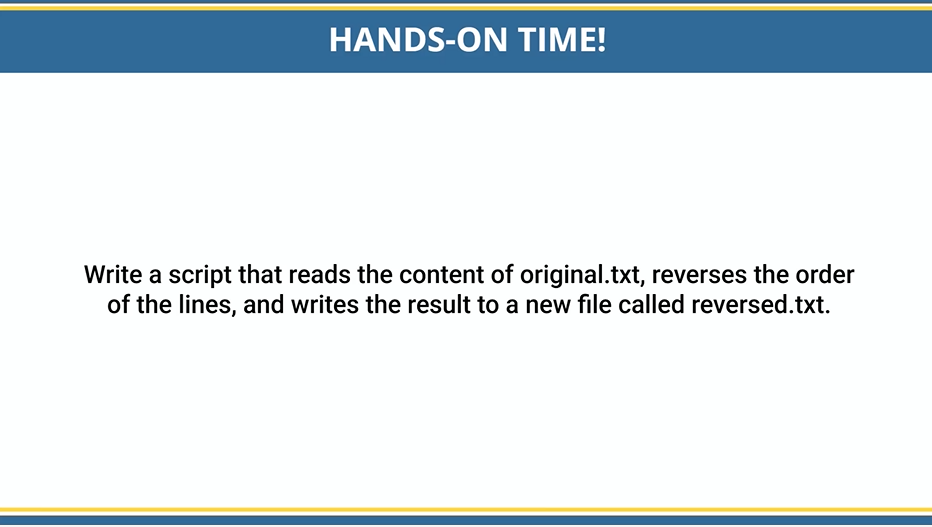 HANDS-ON TIME!
Write a script that reads the content of original.txt, reverses the order
of the lines, and writes the result to a new file called reversed.txt.